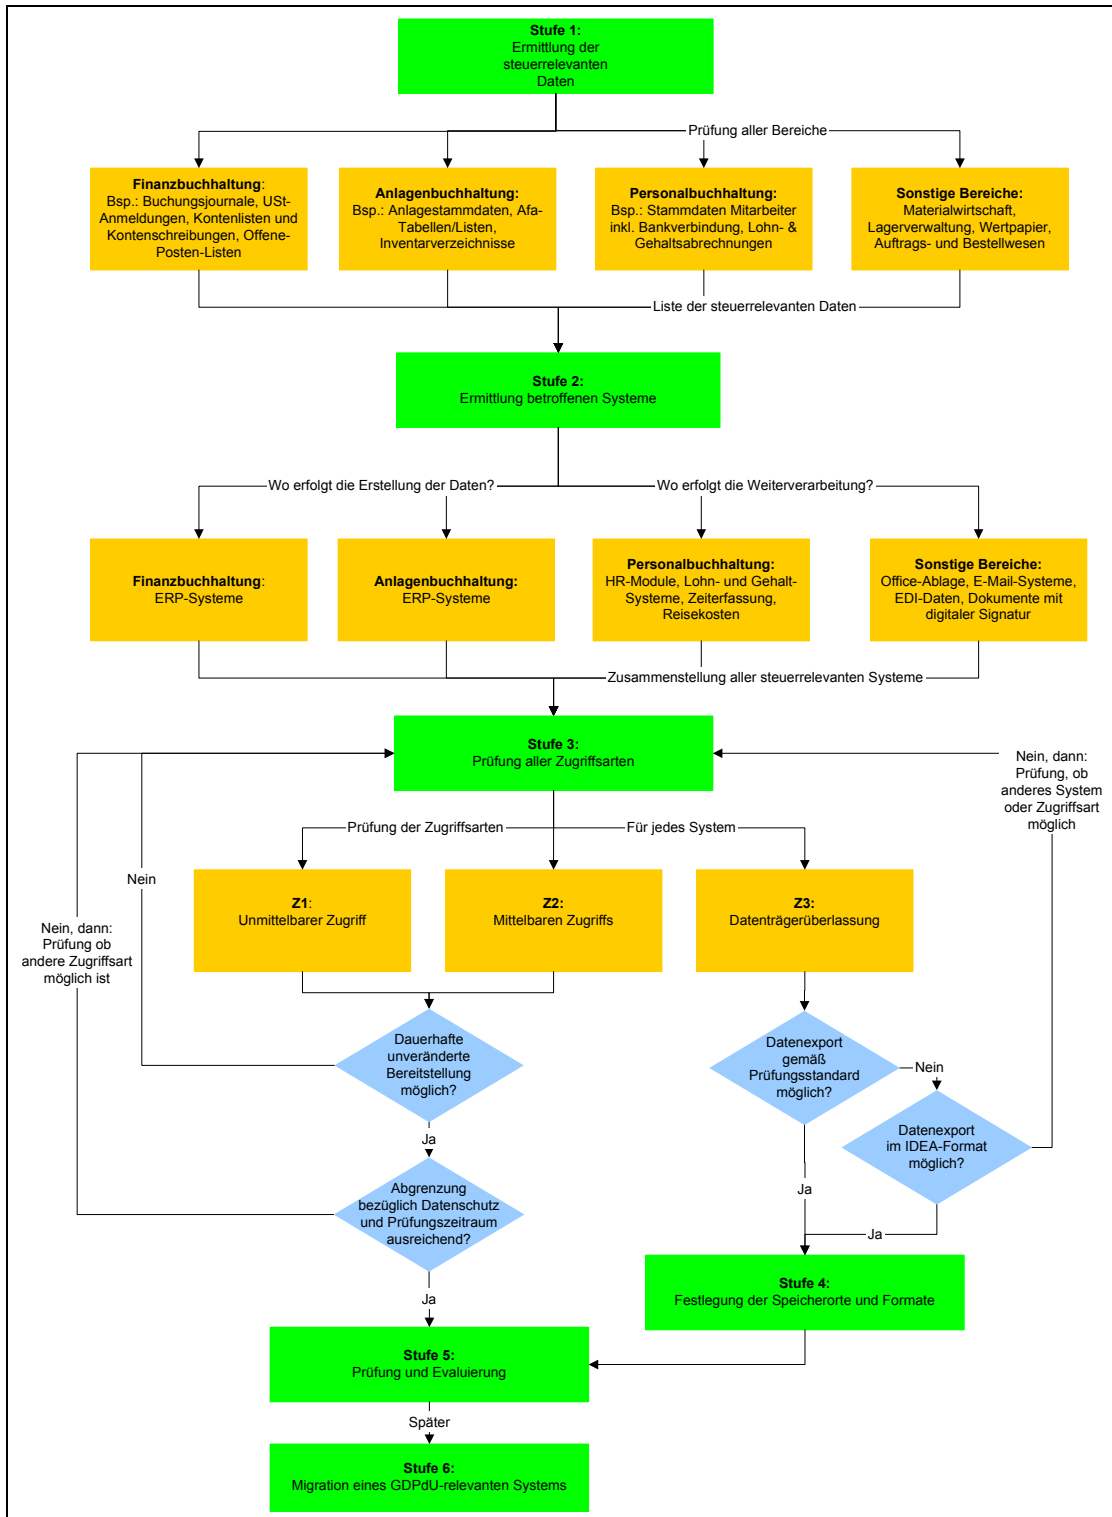 Stufe 1:
Ermittlung der
steuerrelevanten
Daten
Prüfung aller Bereiche
Finanzbuchhaltung:
Bsp.: Buchungsjournale, USt-
Anmeldungen, Kontenlisten und
Kontenschreibungen, Offene-
Posten-Listen
Anlagenbuchhaltung:
Bsp.: Anlagestammdaten, Afa-
Tabellen/Listen,
Inventarverzeichnisse
Personalbuchhaltung:
Bsp.: Stammdaten Mitarbeiter
inkl. Bankverbindung, Lohn- &
Gehaltsabrechnungen
Sonstige Bereiche:
Materialwirtschaft,
Lagerverwaltung, Wertpapier,
Auftrags- und Bestellwesen
Liste der steuerrelevanten Daten
Stufe 2:
Ermittlung betroffenen Systeme
Wo erfolgt die Erstellung der Daten?
Wo erfolgt die Weiterverarbeitung?
Finanzbuchhaltung:
ERP-Systeme
Anlagenbuchhaltung:
ERP-Systeme
Personalbuchhaltung:
HR-Module, Lohn- und Gehalt-
Systeme, Zeiterfassung,
Reisekosten
Sonstige Bereiche:
Office-Ablage, E-Mail-Systeme,
EDI-Daten, Dokumente mit
digitaler Signatur
Zusammenstellung aller steuerrelevanten Systeme
Stufe 3:
Prüfung aller Zugriffsarten
Nein, dann:
Prüfung, ob
anderes System
oder Zugriffsart
möglich
Prüfung der Zugriffsarten
Für jedes System
Nein
Z1:
Unmittelbarer Zugriff
Z2:
Mittelbaren Zugriffs
Z3:
Datenträgerüberlassung
Nein, dann:
Prüfung ob
andere Zugriffsart
möglich ist
Dauerhafte
unveränderte
Bereitstellung
möglich?
Datenexport
gemäß
Prüfungsstandard
möglich?
Nein
Datenexport
im IDEA-Format
möglich?
Ja
Abgrenzung
bezüglich Datenschutz
und Prüfungszeitraum
ausreichend?
Ja
Ja
Stufe 4:
Festlegung der Speicherorte und Formate
Ja
Stufe 5:
Prüfung und Evaluierung
Später
Stufe 6:
Migration eines GDPdU-relevanten Systems